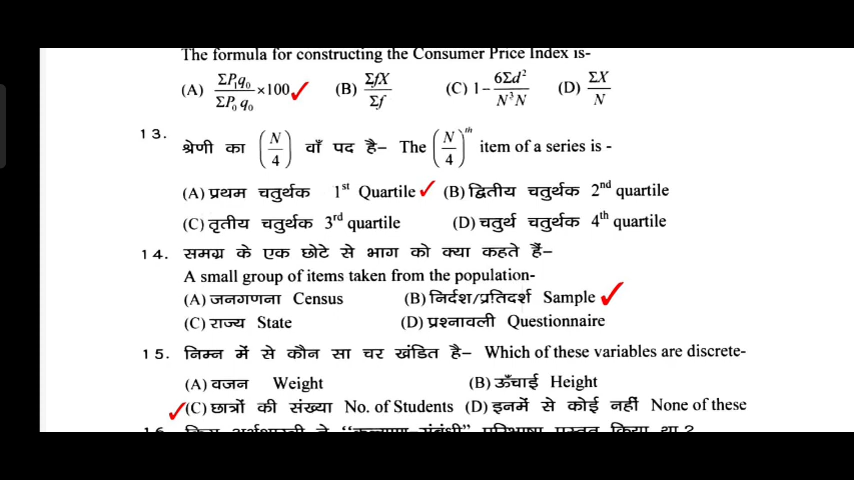 The formula for constructing the Consumer Price Index is-
(A) ΣP₁q₀ / ΣP₀ q₀ ×100 (B) ΣfX / Σf (C) 1 − 6Σd² / N³N (D) ΣX / N
13. श्रेणी का (N/4) वाँ पद है– The (N/4)th item of a series is -
(A) प्रथम चतुर्थक 1st Quartile (B) द्वितीय चतुर्थक 2nd quartile
(C) तृतीय चतुर्थक 3rd quartile (D) चतुर्थ चतुर्थक 4th quartile
14. समग्र के एक छोटे से भाग को क्या कहते हैं–
A small group of items taken from the population-
(A) जनगणना Census (B) निर्दश/प्रतिदर्श Sample
(C) राज्य State (D) प्रश्नावली Questionnaire
15. निम्न में से कौन सा चर खंडित है– Which of these variables are discrete-
(A) वजन Weight (B) ऊँचाई Height
(C) छात्रों की संख्या No. of Students (D) इनमें से कोई नहीं None of these